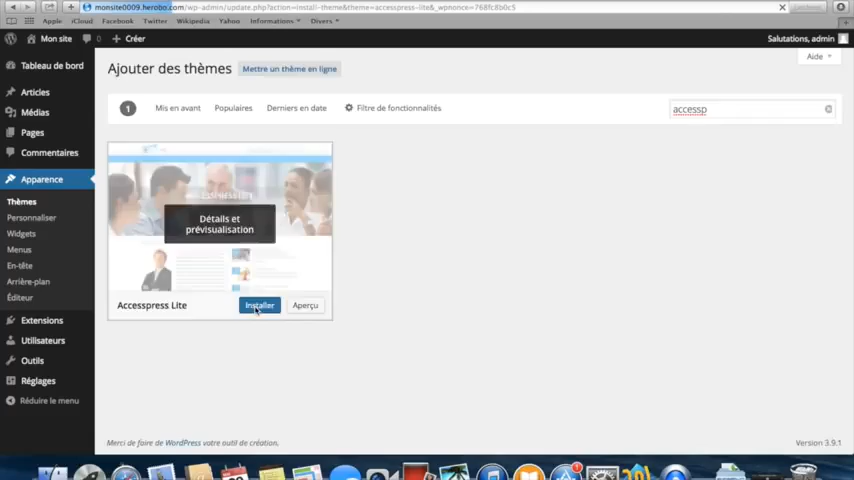 monsite0009.herobo.com/wp-admin/update.php?action=install-theme&theme=accesspress-lite&_wpnonce=768fc8b0c5
Apple iCloud Facebook Twitter Wikipedia Yahoo Informations Divers
Mon site 0 + Créer Salutations, admin
Aide
Tableau de bord
Articles
Médias
Pages
Commentaires
Apparence
Thèmes
Personnaliser
Widgets
Menus
En-tête
Arrière-plan
Éditeur
Extensions
Utilisateurs
Outils
Réglages
Réduire le menu
Ajouter des thèmes Mettre un thème en ligne
1 Mis en avant Populaires Derniers en date Filtre de fonctionnalités accessp
Détails et
prévisualisation
Accesspress Lite Installer Aperçu
Merci de faire de WordPress votre outil de création. Version 3.9.1